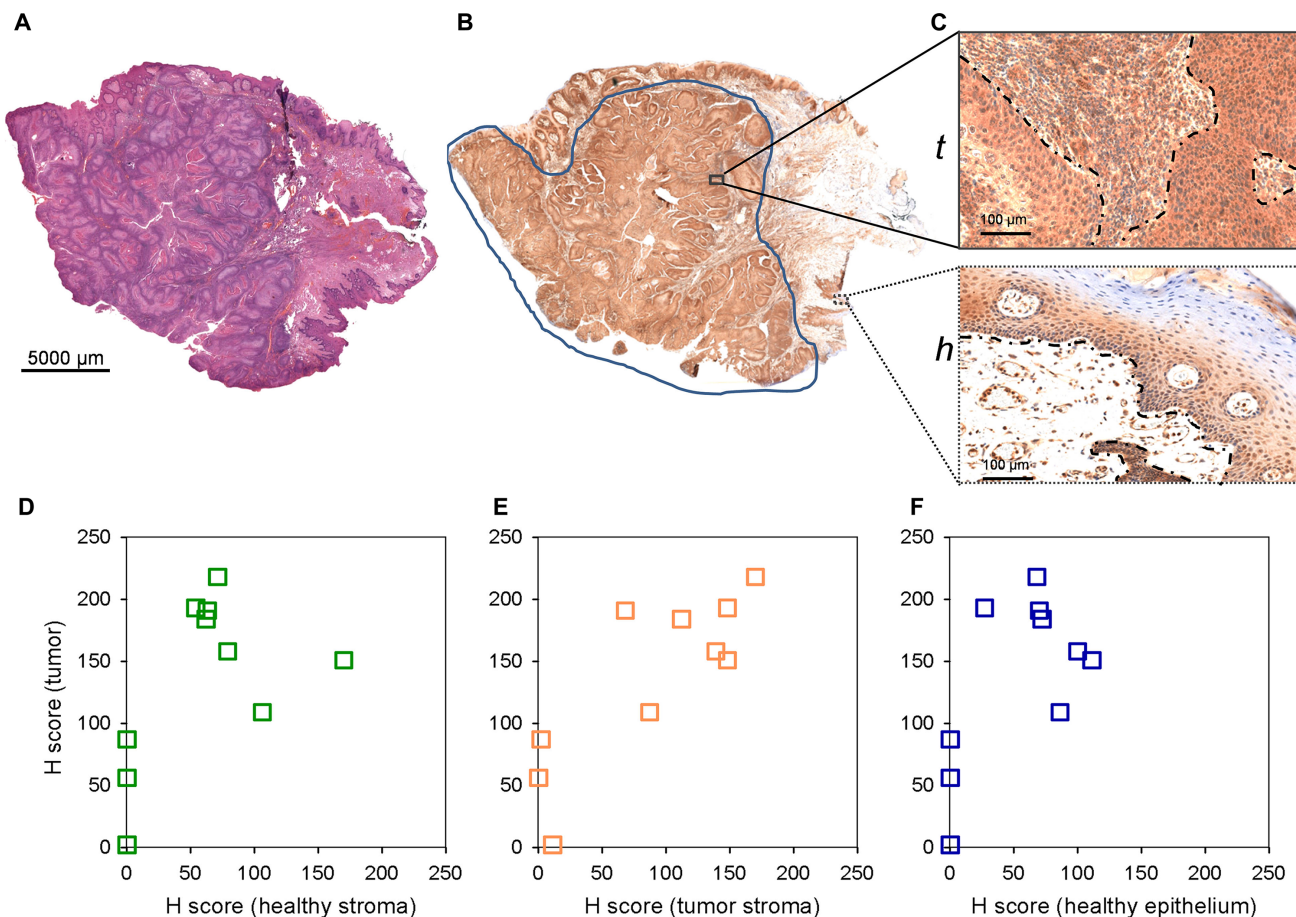 A
B
C
t
100 µm
5000 µm
h
100 µm
D
E
F
H score (tumor)
250
200
150
100
50
0
0 50 100 150 200 250
H score (healthy stroma)
250
200
150
100
50
0
0 50 100 150 200 250
H score (tumor stroma)
250
200
150
100
50
0
0 50 100 150 200 250
H score (healthy epithelium)